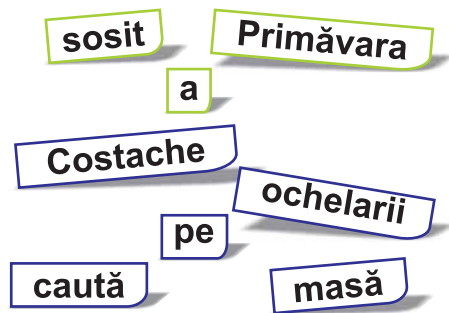 sosit Primăvara
a
Costache
ochelarii
pe
caută masă